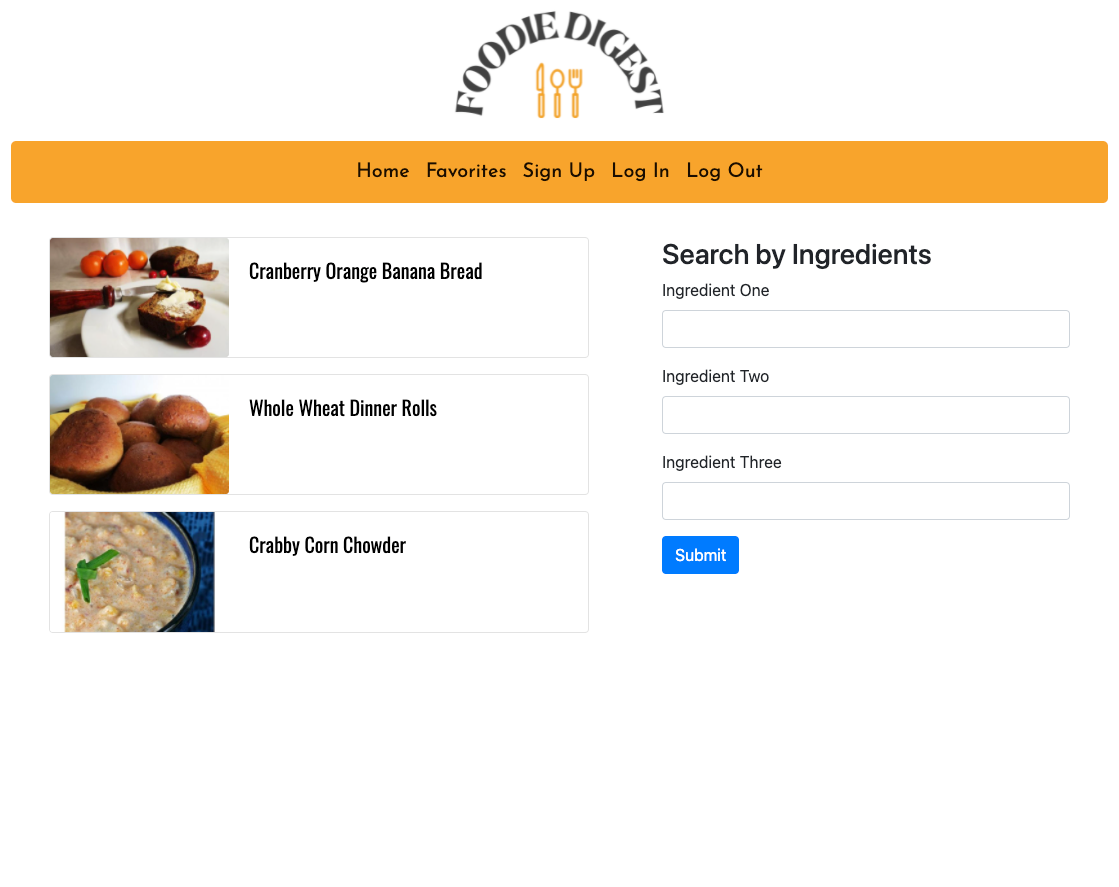 FOODIE DIGEST
Home Favorites Sign Up Log In Log Out
Cranberry Orange Banana Bread
Whole Wheat Dinner Rolls
Crabby Corn Chowder
Search by Ingredients
Ingredient One
Ingredient Two
Ingredient Three
Submit